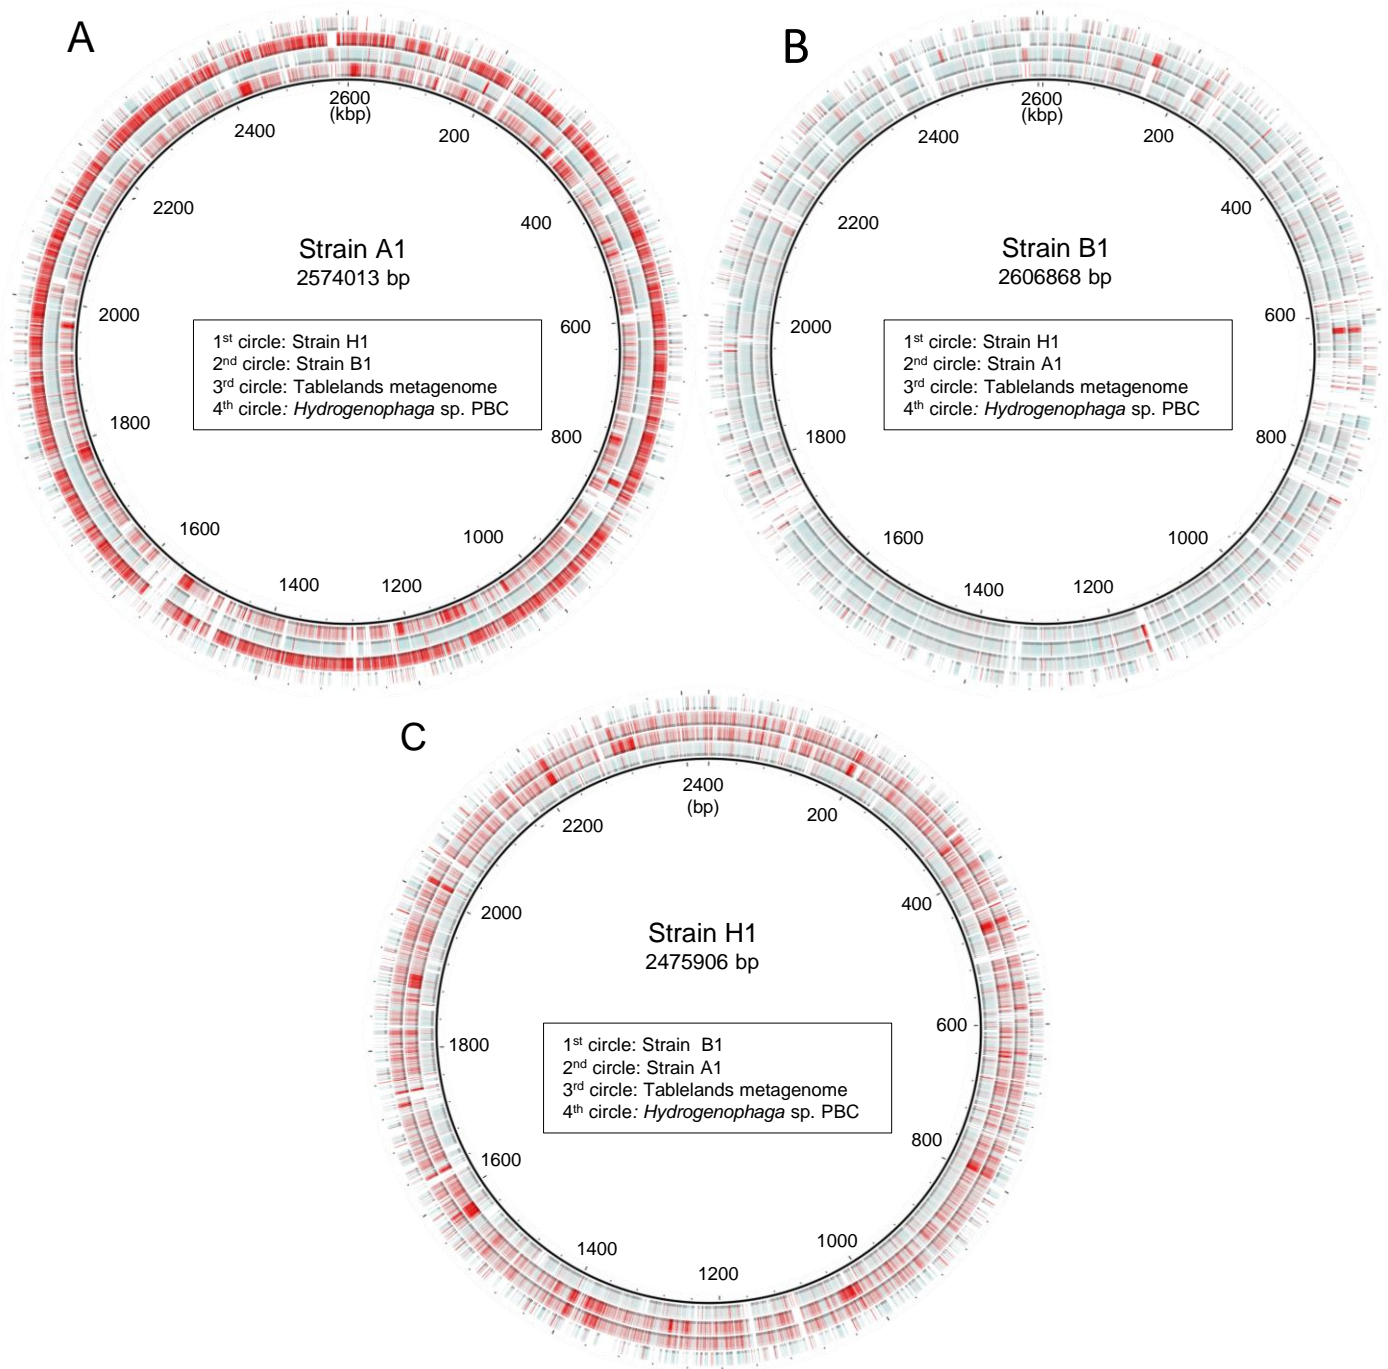 A
2600
(kbp)
200
400
600
800
1000
1200
1400
1600
1800
2000
2200
2400
Strain A1
2574013 bp
1st circle: Strain H1
2nd circle: Strain B1
3rd circle: Tablelands metagenome
4th circle: Hydrogenophaga sp. PBC
B
2600
(kbp)
200
400
600
800
1000
1200
1400
1600
1800
2000
2200
2400
Strain B1
2606868 bp
1st circle: Strain H1
2nd circle: Strain A1
3rd circle: Tablelands metagenome
4th circle: Hydrogenophaga sp. PBC
C
2400
(bp)
200
400
600
800
1000
1200
1400
1600
1800
2000
2200
Strain H1
2475906 bp
1st circle: Strain B1
2nd circle: Strain A1
3rd circle: Tablelands metagenome
4th circle: Hydrogenophaga sp. PBC